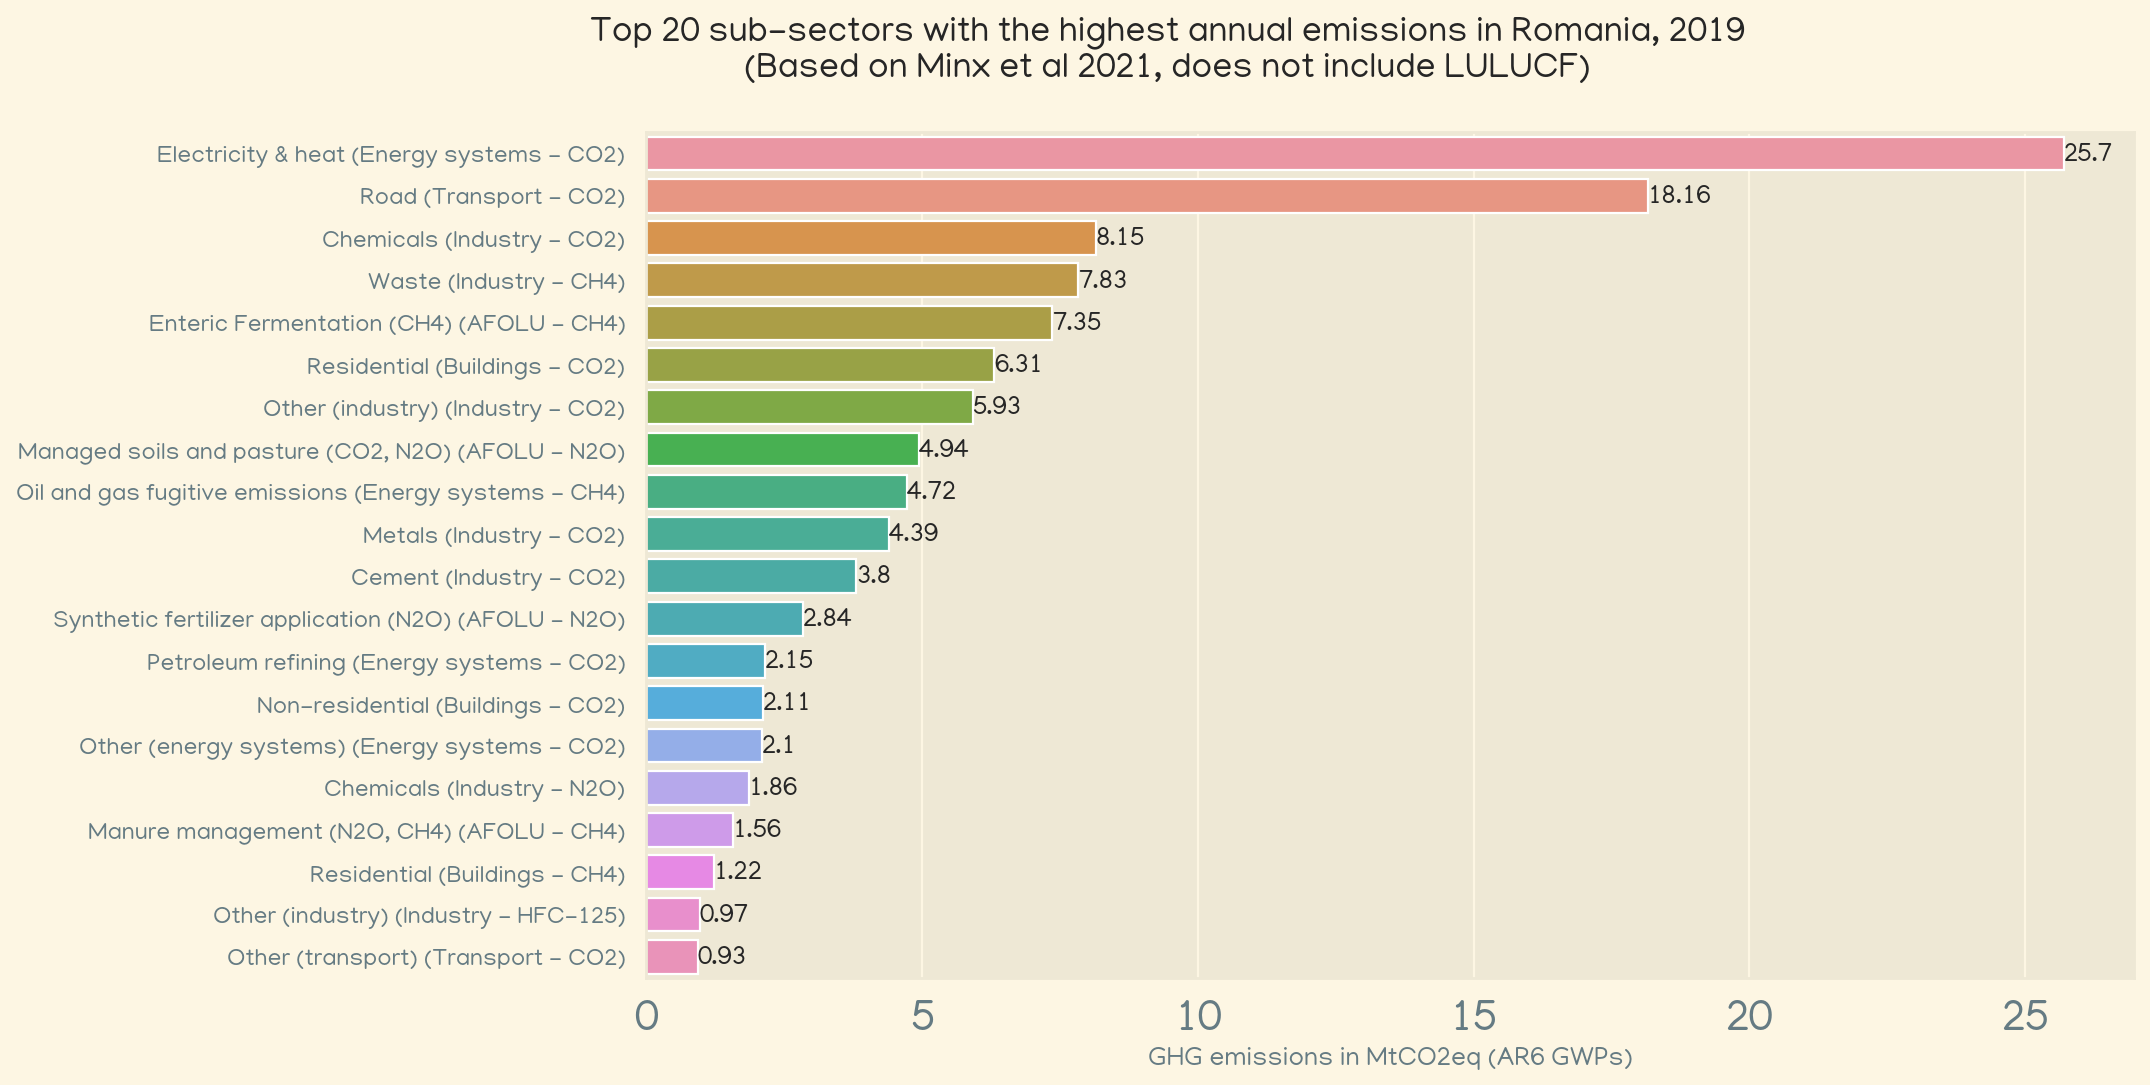 Top 20 sub-sectors with the highest annual emissions in Romania, 2019
(Based on Minx et al 2021, does not include LULUCF)
Electricity & heat (Energy systems - CO2) 25.7
Road (Transport - CO2) 18.16
Chemicals (Industry - CO2) 8.15
Waste (Industry - CH4) 7.83
Enteric Fermentation (CH4) (AFOLU - CH4) 7.35
Residential (Buildings - CO2) 6.31
Other (industry) (Industry - CO2) 5.93
Managed soils and pasture (CO2, N2O) (AFOLU - N2O) 4.94
Oil and gas fugitive emissions (Energy systems - CH4) 4.72
Metals (Industry - CO2) 4.39
Cement (Industry - CO2) 3.8
Synthetic fertilizer application (N2O) (AFOLU - N2O) 2.84
Petroleum refining (Energy systems - CO2) 2.15
Non-residential (Buildings - CO2) 2.11
Other (energy systems) (Energy systems - CO2) 2.1
Chemicals (Industry - N2O) 1.86
Manure management (N2O, CH4) (AFOLU - CH4) 1.56
Residential (Buildings - CH4) 1.22
Other (industry) (Industry - HFC-125) 0.97
Other (transport) (Transport - CO2) 0.93
0 5 10 15 20 25
GHG emissions in MtCO2eq (AR6 GWPs)